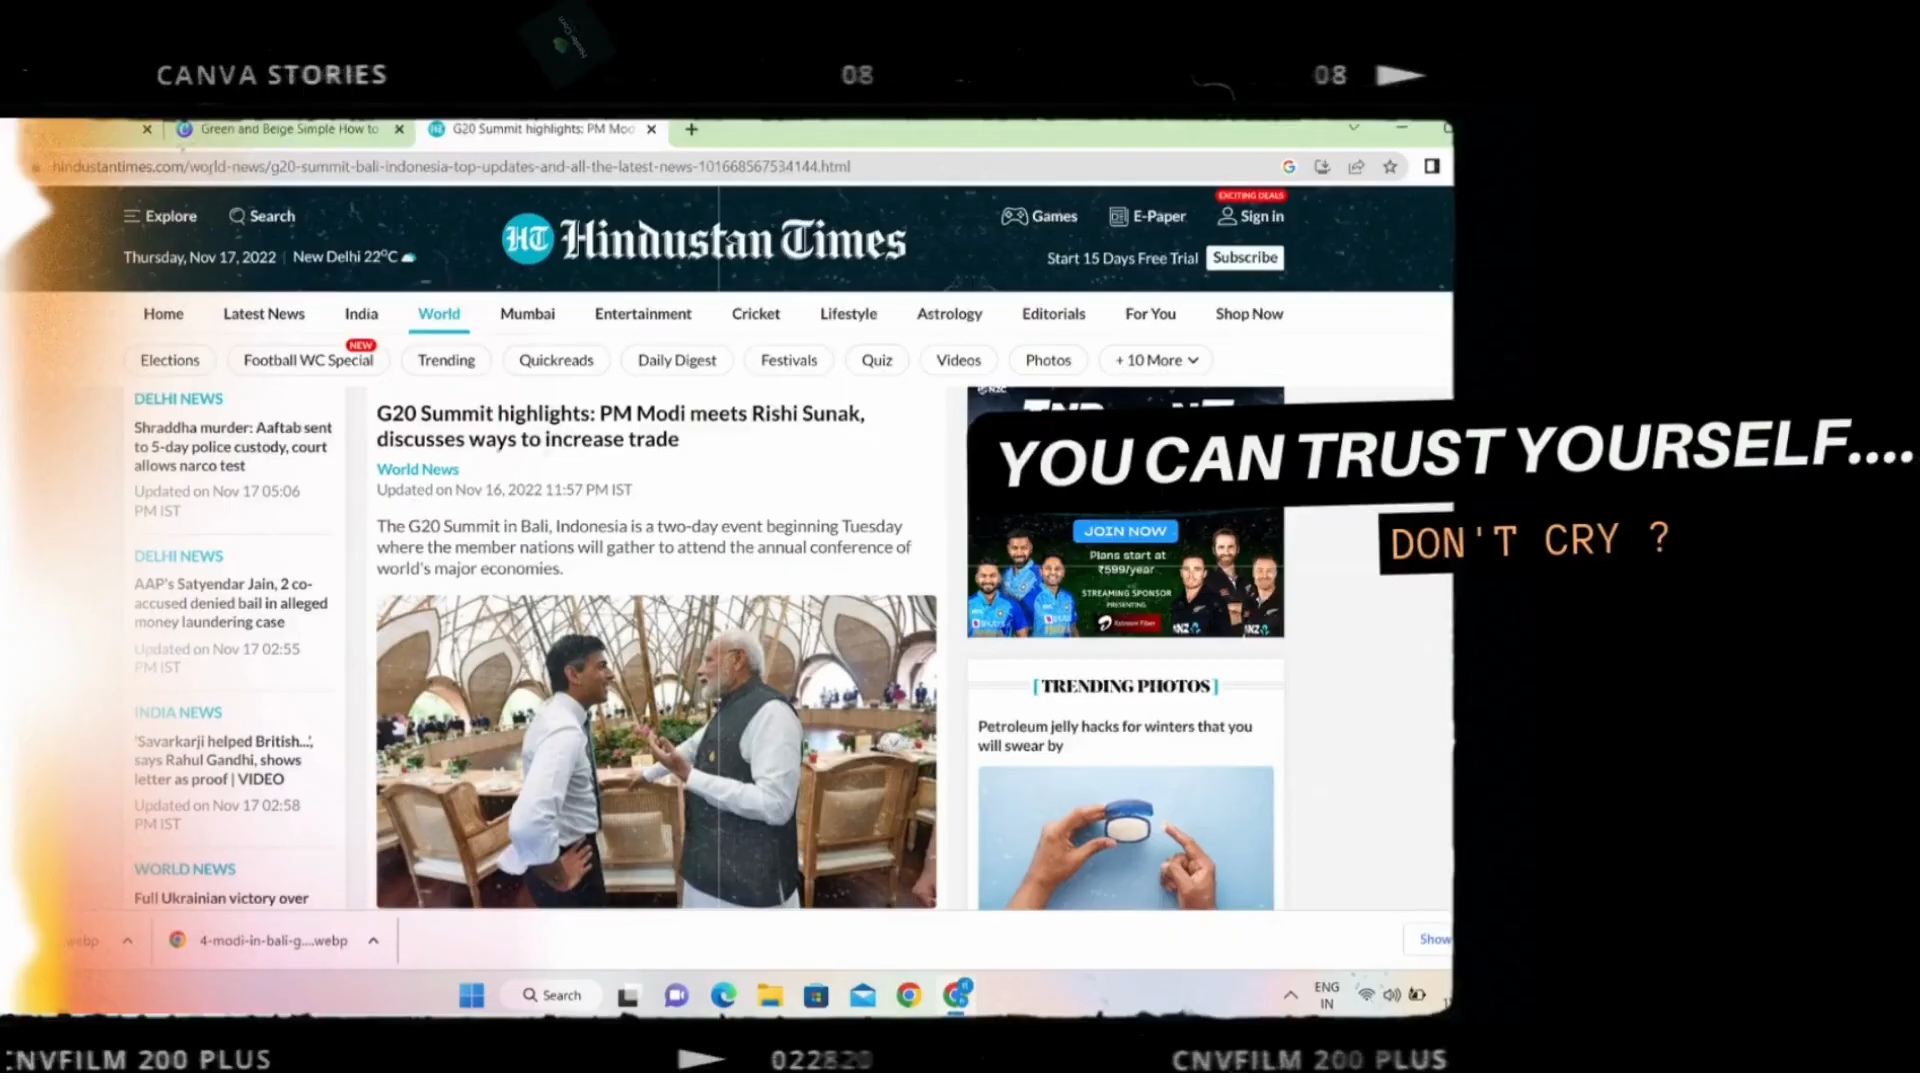 CANVA STORIES
08
08
Green and Beige Simple How to
G20 Summit highlights: PM Mod
hindustantimes.com/world-news/g20-summit-bali-indonesia-top-updates-and-all-the-latest-news-101668567534144.html
Explore
Search
HT Hindustan Times
Games
E-Paper
EXCITING DEALS
Sign in
Thursday, Nov 17, 2022 | New Delhi 22°C
Start 15 Days Free Trial
Subscribe
Home
Latest News
India
World
Mumbai
Entertainment
Cricket
Lifestyle
Astrology
Editorials
For You
Shop Now
Elections
Football WC Special
NEW
Trending
Quickreads
Daily Digest
Festivals
Quiz
Videos
Photos
+ 10 More
DELHI NEWS
Shraddha murder: Aaftab sent
to 5-day police custody, court
allows narco test
Updated on Nov 17 05:06
PM IST
DELHI NEWS
AAP's Satyendar Jain, 2 co-
accused denied bail in alleged
money laundering case
Updated on Nov 17 02:55
PM IST
INDIA NEWS
'Savarkarji helped British...',
says Rahul Gandhi, shows
letter as proof | VIDEO
Updated on Nov 17 02:58
PM IST
WORLD NEWS
Full Ukrainian victory over
G20 Summit highlights: PM Modi meets Rishi Sunak,
discusses ways to increase trade
World News
Updated on Nov 16, 2022 11:57 PM IST
The G20 Summit in Bali, Indonesia is a two-day event beginning Tuesday
where the member nations will gather to attend the annual conference of
world's major economies.
YOU CAN TRUST YOURSELF....
DON'T CRY ?
JOIN NOW
Plans start at
₹599/year
STREAMING SPONSOR
PRESENTING
[ TRENDING PHOTOS ]
Petroleum jelly hacks for winters that you
will swear by
.webp
4-modi-in-bali-g....webp
Show
Search
ENG
IN
CNVFILM 200 PLUS
022820
CNVFILM 200 PLUS